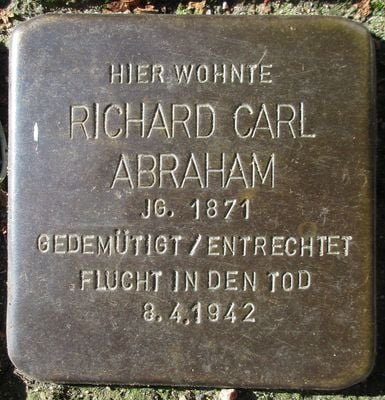 HIER WOHNTE
RICHARD CARL
ABRAHAM
JG. 1871
GEDEMÜTIGT/ENTRECHTET
FLUCHT IN DEN TOD
8.4.1942